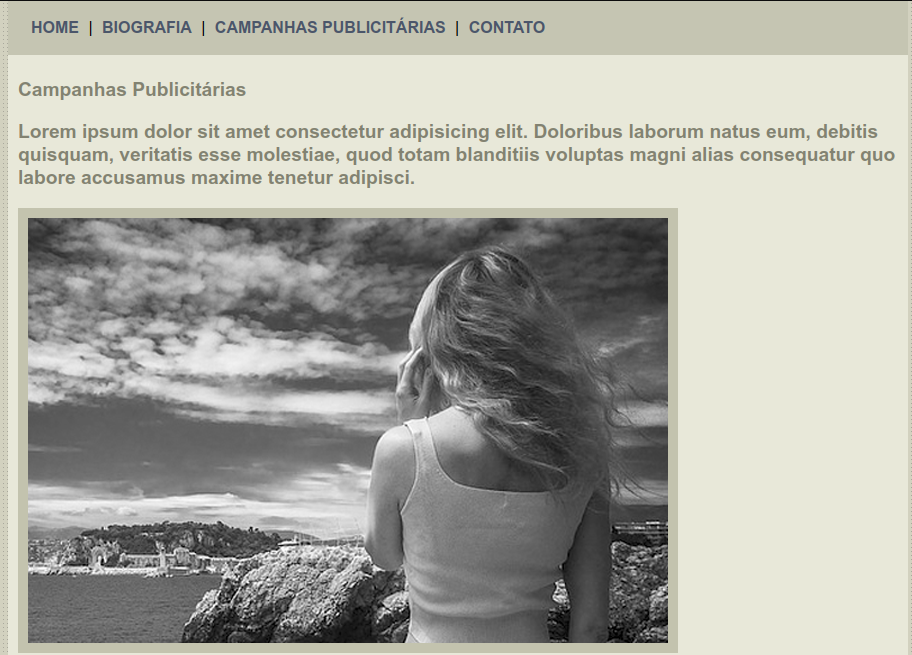 HOME | BIOGRAFIA | CAMPANHAS PUBLICITÁRIAS | CONTATO
Campanhas Publicitárias
Lorem ipsum dolor sit amet consectetur adipisicing elit. Doloribus laborum natus eum, debitis
quisquam, veritatis esse molestiae, quod totam blanditiis voluptas magni alias consequatur quo
labore accusamus maxime tenetur adipisci.